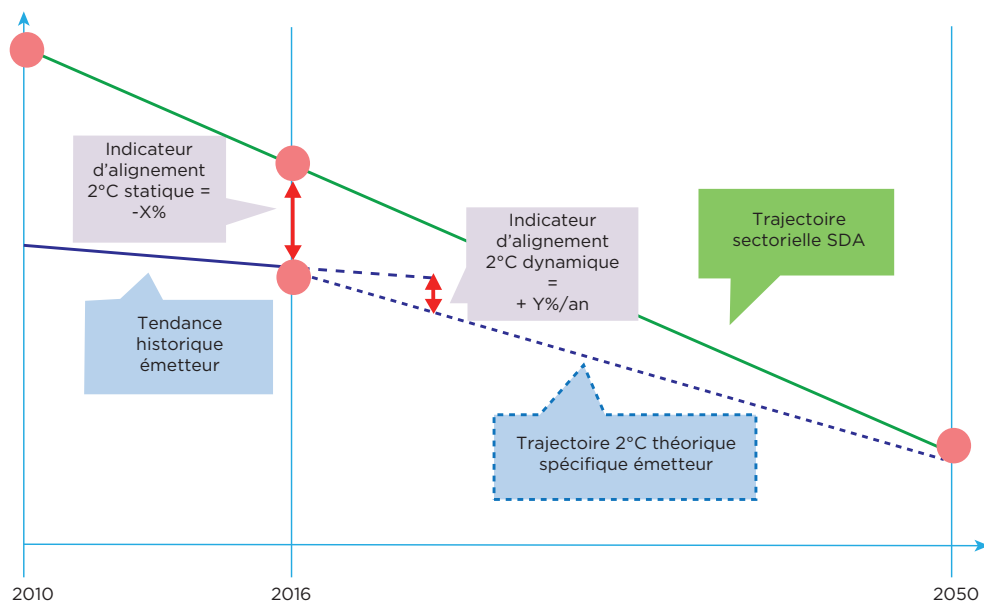 Indicateur
d'alignement
2°C statique =
-X%
Indicateur
d'alignement
2°C dynamique
=
+ Y%/an
Trajectoire
sectorielle SDA
Tendance
historique
émetteur
Trajectoire 2°C théorique
spécifique émetteur
2010
2016
2050